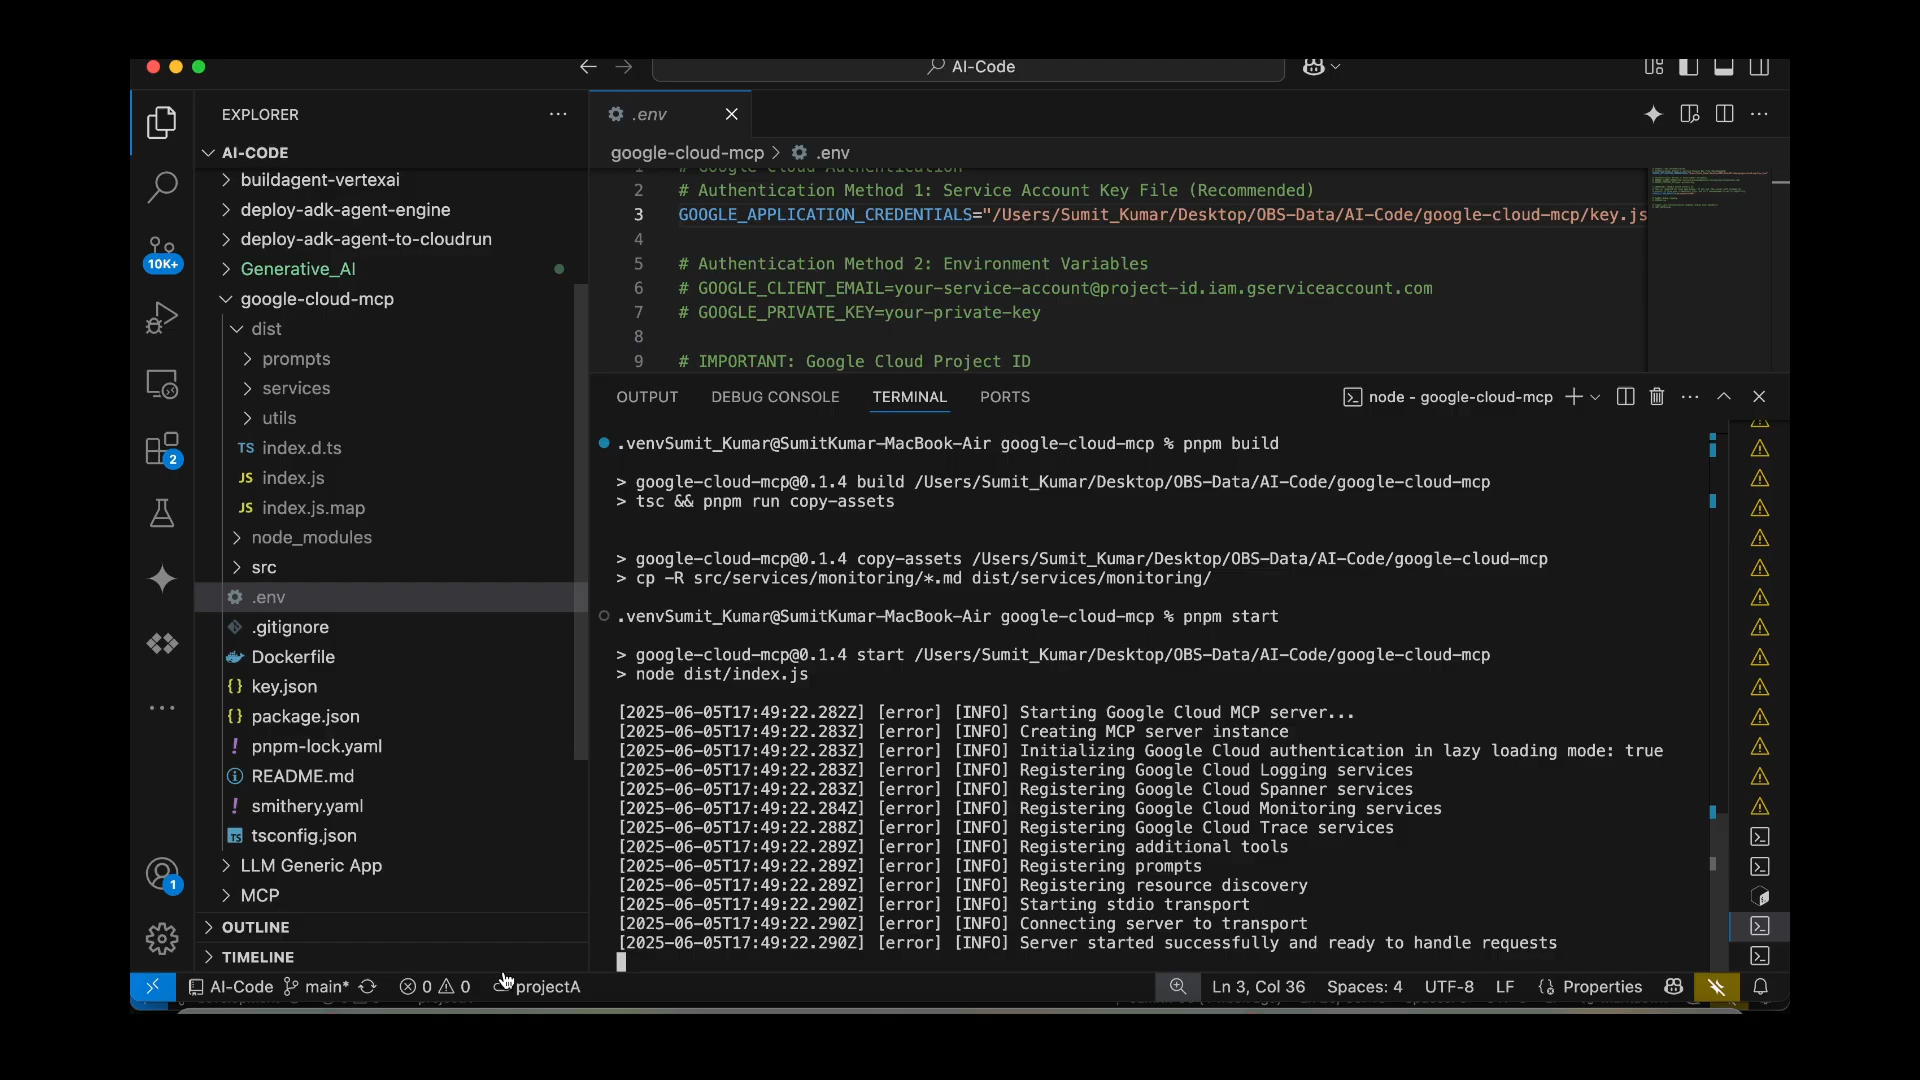 AI-Code
EXPLORER
AI-CODE
buildagent-vertexai
deploy-adk-agent-engine
deploy-adk-agent-to-cloudrun
Generative_AI
google-cloud-mcp
dist
prompts
services
utils
TS index.d.ts
JS index.js
JS index.js.map
node_modules
src
.env
.gitignore
Dockerfile
{} key.json
{} package.json
! pnpm-lock.yaml
README.md
! smithery.yaml
TS tsconfig.json
LLM Generic App
MCP
OUTLINE
TIMELINE
10K+
2
1
.env
google-cloud-mcp > .env
1 # Google Cloud Authentication
2 # Authentication Method 1: Service Account Key File (Recommended)
3 GOOGLE_APPLICATION_CREDENTIALS="/Users/Sumit_Kumar/Desktop/OBS-Data/AI-Code/google-cloud-mcp/key.js
4
5 # Authentication Method 2: Environment Variables
6 # GOOGLE_CLIENT_EMAIL=your-service-account@project-id.iam.gserviceaccount.com
7 # GOOGLE_PRIVATE_KEY=your-private-key
8
9 # IMPORTANT: Google Cloud Project ID
OUTPUT DEBUG CONSOLE TERMINAL PORTS node - google-cloud-mcp
.venvSumit_Kumar@SumitKumar-MacBook-Air google-cloud-mcp % pnpm build
> google-cloud-mcp@0.1.4 build /Users/Sumit_Kumar/Desktop/OBS-Data/AI-Code/google-cloud-mcp
> tsc && pnpm run copy-assets
> google-cloud-mcp@0.1.4 copy-assets /Users/Sumit_Kumar/Desktop/OBS-Data/AI-Code/google-cloud-mcp
> cp -R src/services/monitoring/*.md dist/services/monitoring/
.venvSumit_Kumar@SumitKumar-MacBook-Air google-cloud-mcp % pnpm start
> google-cloud-mcp@0.1.4 start /Users/Sumit_Kumar/Desktop/OBS-Data/AI-Code/google-cloud-mcp
> node dist/index.js
[2025-06-05T17:49:22.282Z] [error] [INFO] Starting Google Cloud MCP server...
[2025-06-05T17:49:22.283Z] [error] [INFO] Creating MCP server instance
[2025-06-05T17:49:22.283Z] [error] [INFO] Initializing Google Cloud authentication in lazy loading mode: true
[2025-06-05T17:49:22.283Z] [error] [INFO] Registering Google Cloud Logging services
[2025-06-05T17:49:22.283Z] [error] [INFO] Registering Google Cloud Spanner services
[2025-06-05T17:49:22.284Z] [error] [INFO] Registering Google Cloud Monitoring services
[2025-06-05T17:49:22.288Z] [error] [INFO] Registering Google Cloud Trace services
[2025-06-05T17:49:22.289Z] [error] [INFO] Registering additional tools
[2025-06-05T17:49:22.289Z] [error] [INFO] Registering prompts
[2025-06-05T17:49:22.289Z] [error] [INFO] Registering resource discovery
[2025-06-05T17:49:22.290Z] [error] [INFO] Starting stdio transport
[2025-06-05T17:49:22.290Z] [error] [INFO] Connecting server to transport
[2025-06-05T17:49:22.290Z] [error] [INFO] Server started successfully and ready to handle requests
AI-Code main* 0 0 projectA Ln 3, Col 36 Spaces: 4 UTF-8 LF Properties